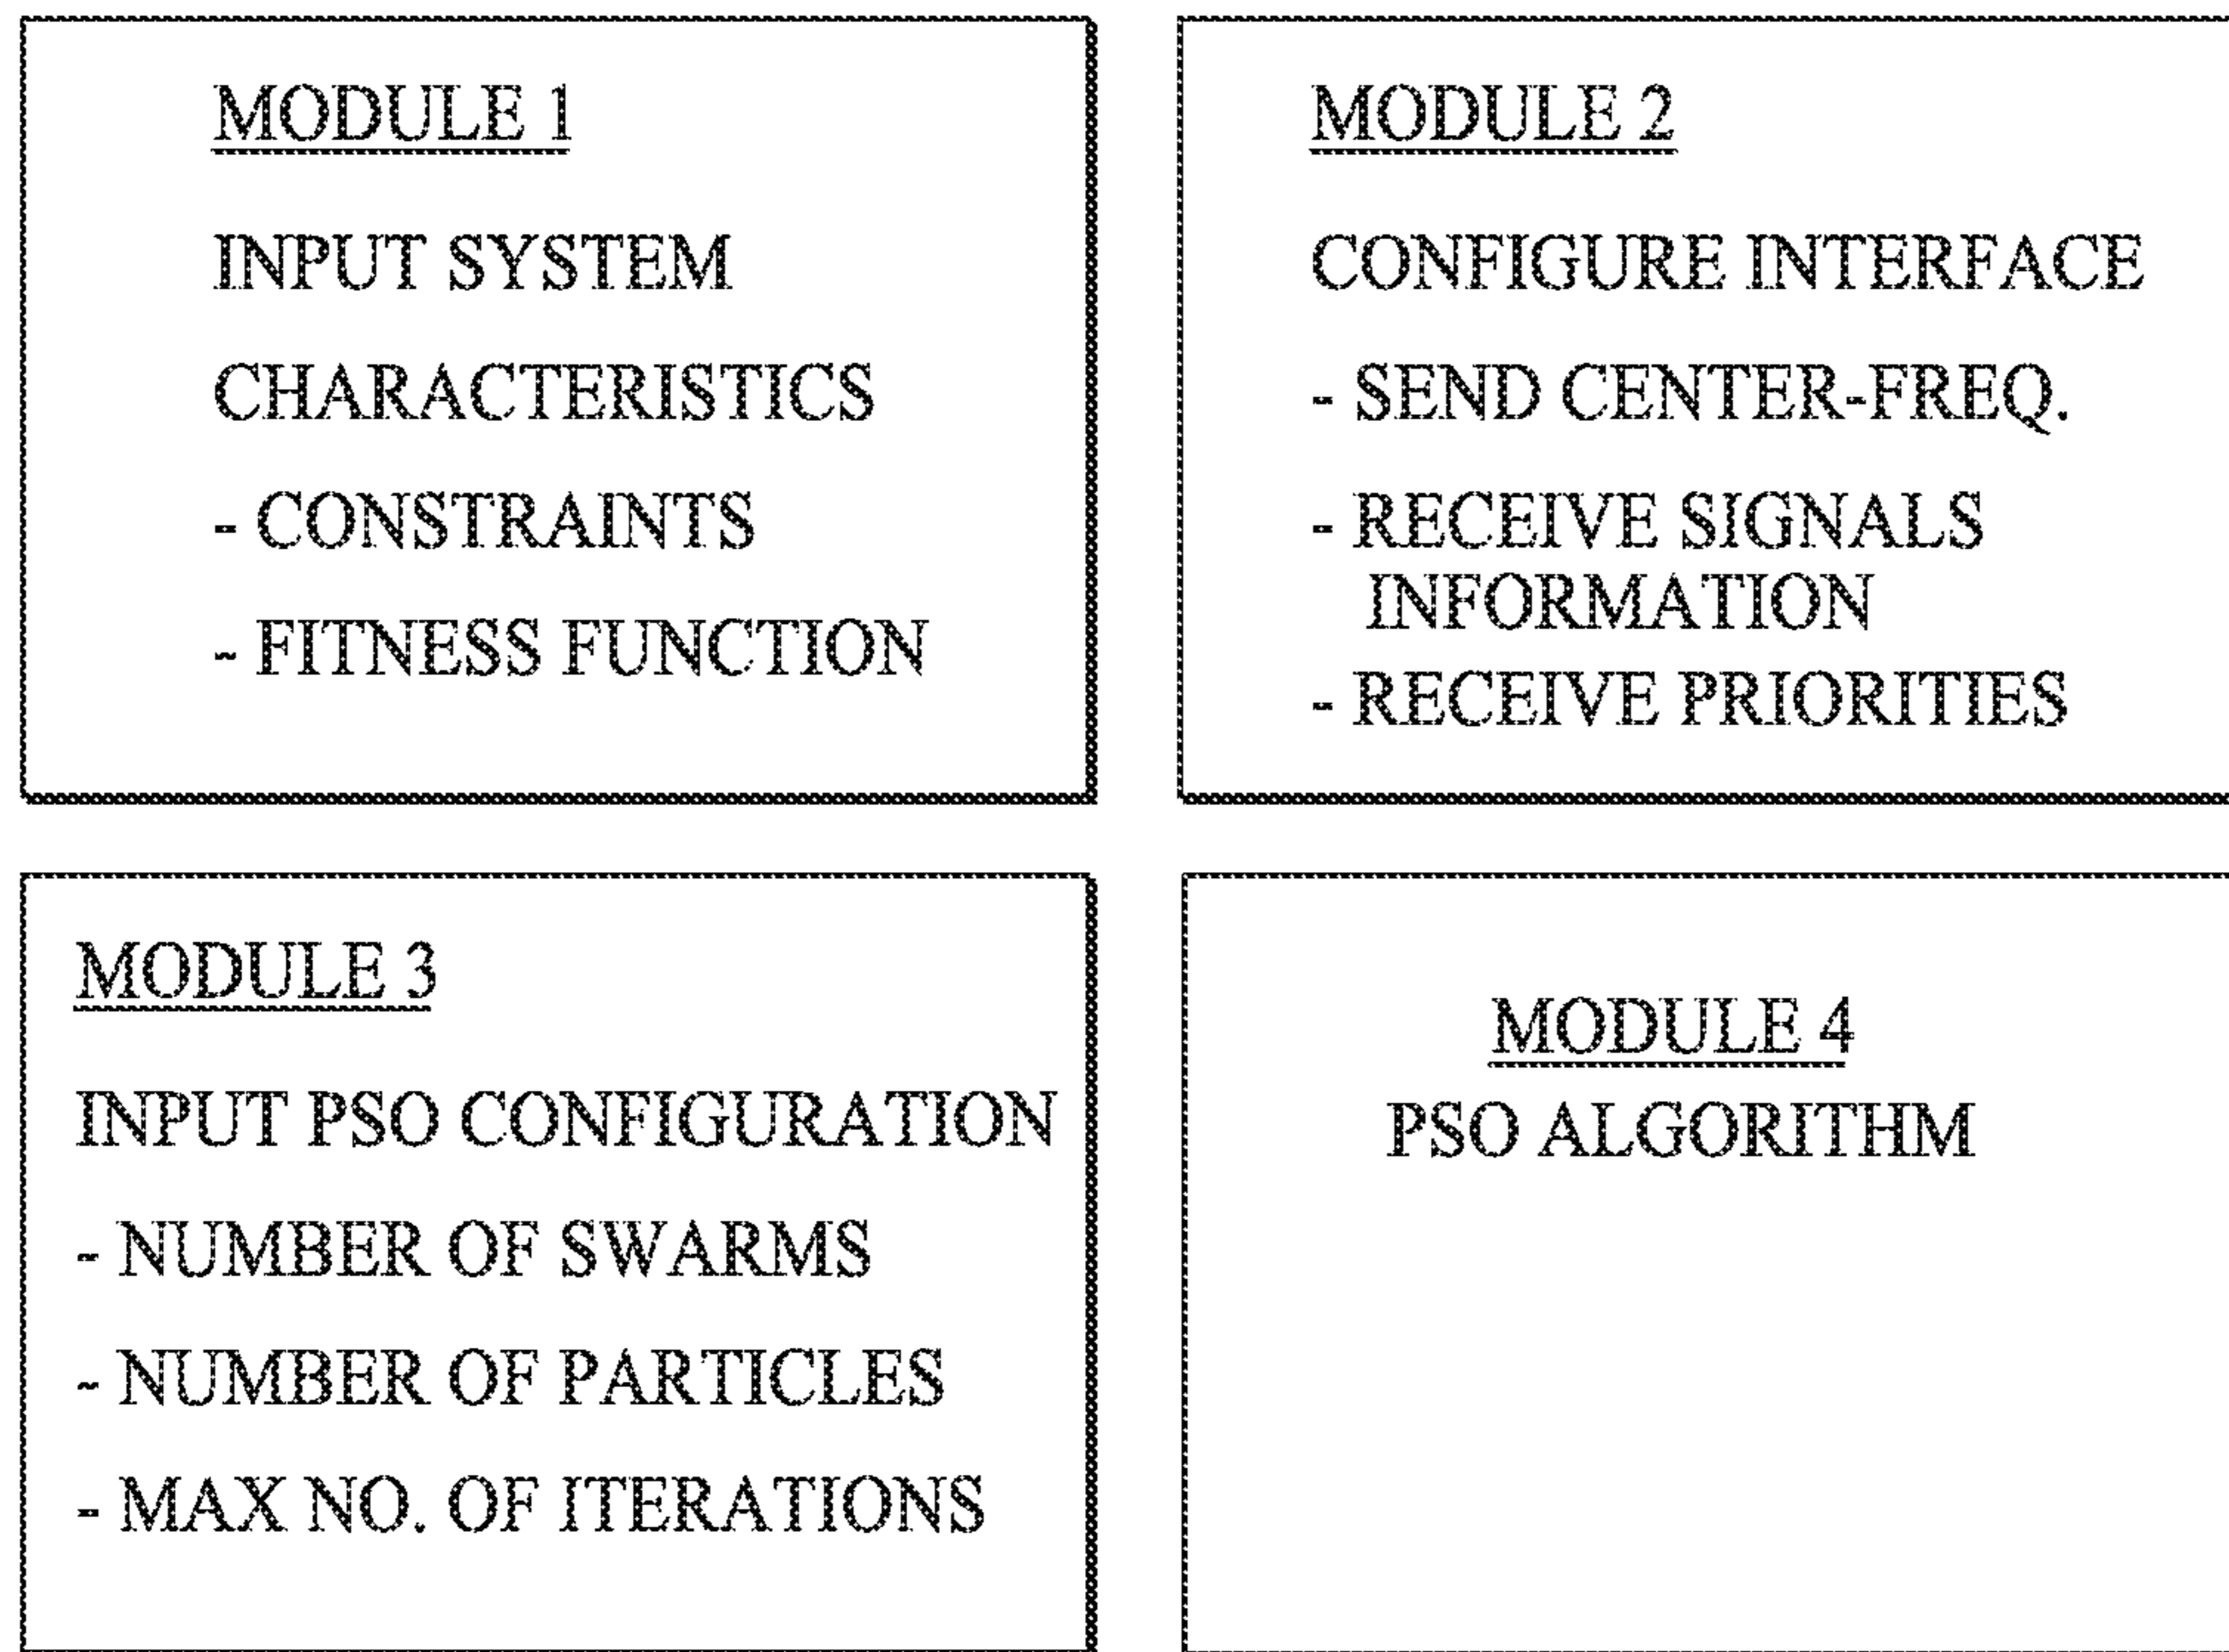 MODULE 1
INPUT SYSTEM
CHARACTERISTICS
- CONSTRAINTS
- FITNESS FUNCTION
MODULE 2
CONFIGURE INTERFACE
- SEND CENTER-FREQ.
- RECEIVE SIGNALS
INFORMATION
- RECEIVE PRIORITIES
MODULE 3
INPUT PSO CONFIGURATION
- NUMBER OF SWARMS
- NUMBER OF PARTICLES
- MAX NO. OF ITERATIONS
MODULE 4
PSO ALGORITHM